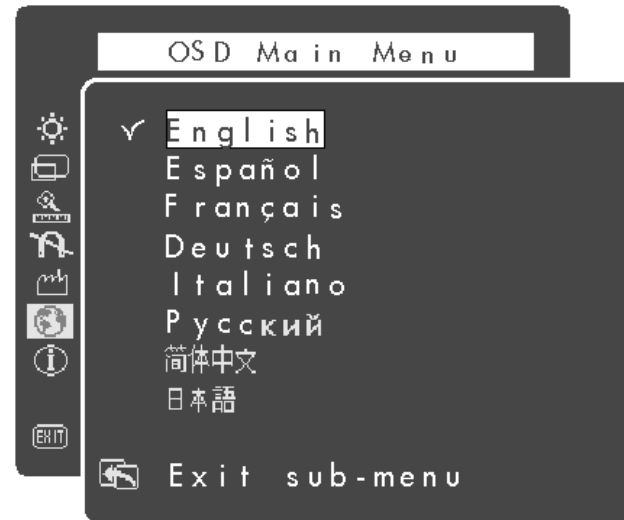 OSD Main Menu
English
Español
Français
Deutsch
Italiano
Русский
简体中文
日本語
EXIT
Exit sub-menu